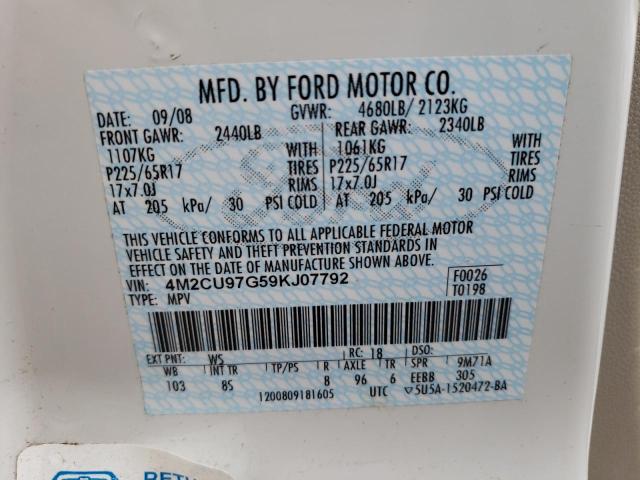 MFD. BY FORD MOTOR CO.
DATE: 09/08 GVWR: 4680LB/ 2123KG
FRONT GAWR: 2440LB REAR GAWR: 2340LB
1107KG WITH 1061KG WITH
P225/65R17 TIRES P225/65R17 TIRES
17x7.0J RIMS 17x7.0J RIMS
AT 205 kPa/ 30 PSI COLD AT 205 kPa/ 30 PSI COLD
THIS VEHICLE CONFORMS TO ALL APPLICABLE FEDERAL MOTOR
VEHICLE SAFETY AND THEFT PREVENTION STANDARDS IN
EFFECT ON THE DATE OF MANUFACTURE SHOWN ABOVE.
VIN: 4M2CU97G59KJ07792 F0026
TYPE: MPV T0198
EXT PNT: WS RC: 18 DSO:
WB INT TR TP/PS R AXLE TR SPR 9M71A
103 8S 8 96 6 EEBB 305
1200809181605 UTC ▽5U5A-1520472-BA
RETU